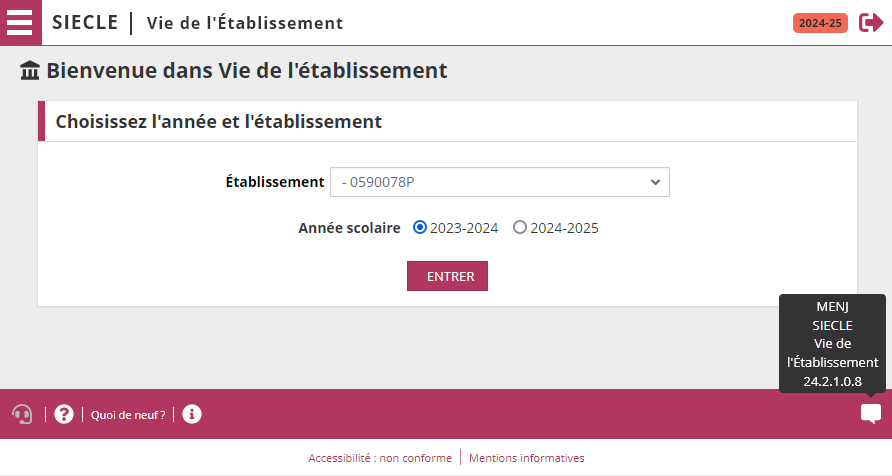 SIECLE | Vie de l'Établissement
2024-25
Bienvenue dans Vie de l'établissement
Choisissez l'année et l'établissement
Établissement - 0590078P
Année scolaire 2023-2024 2024-2025
ENTRER
MENJ
SIECLE
Vie de
l'Établissement
24.2.1.0.8
Quoi de neuf ?
Accessibilité : non conforme | Mentions informatives